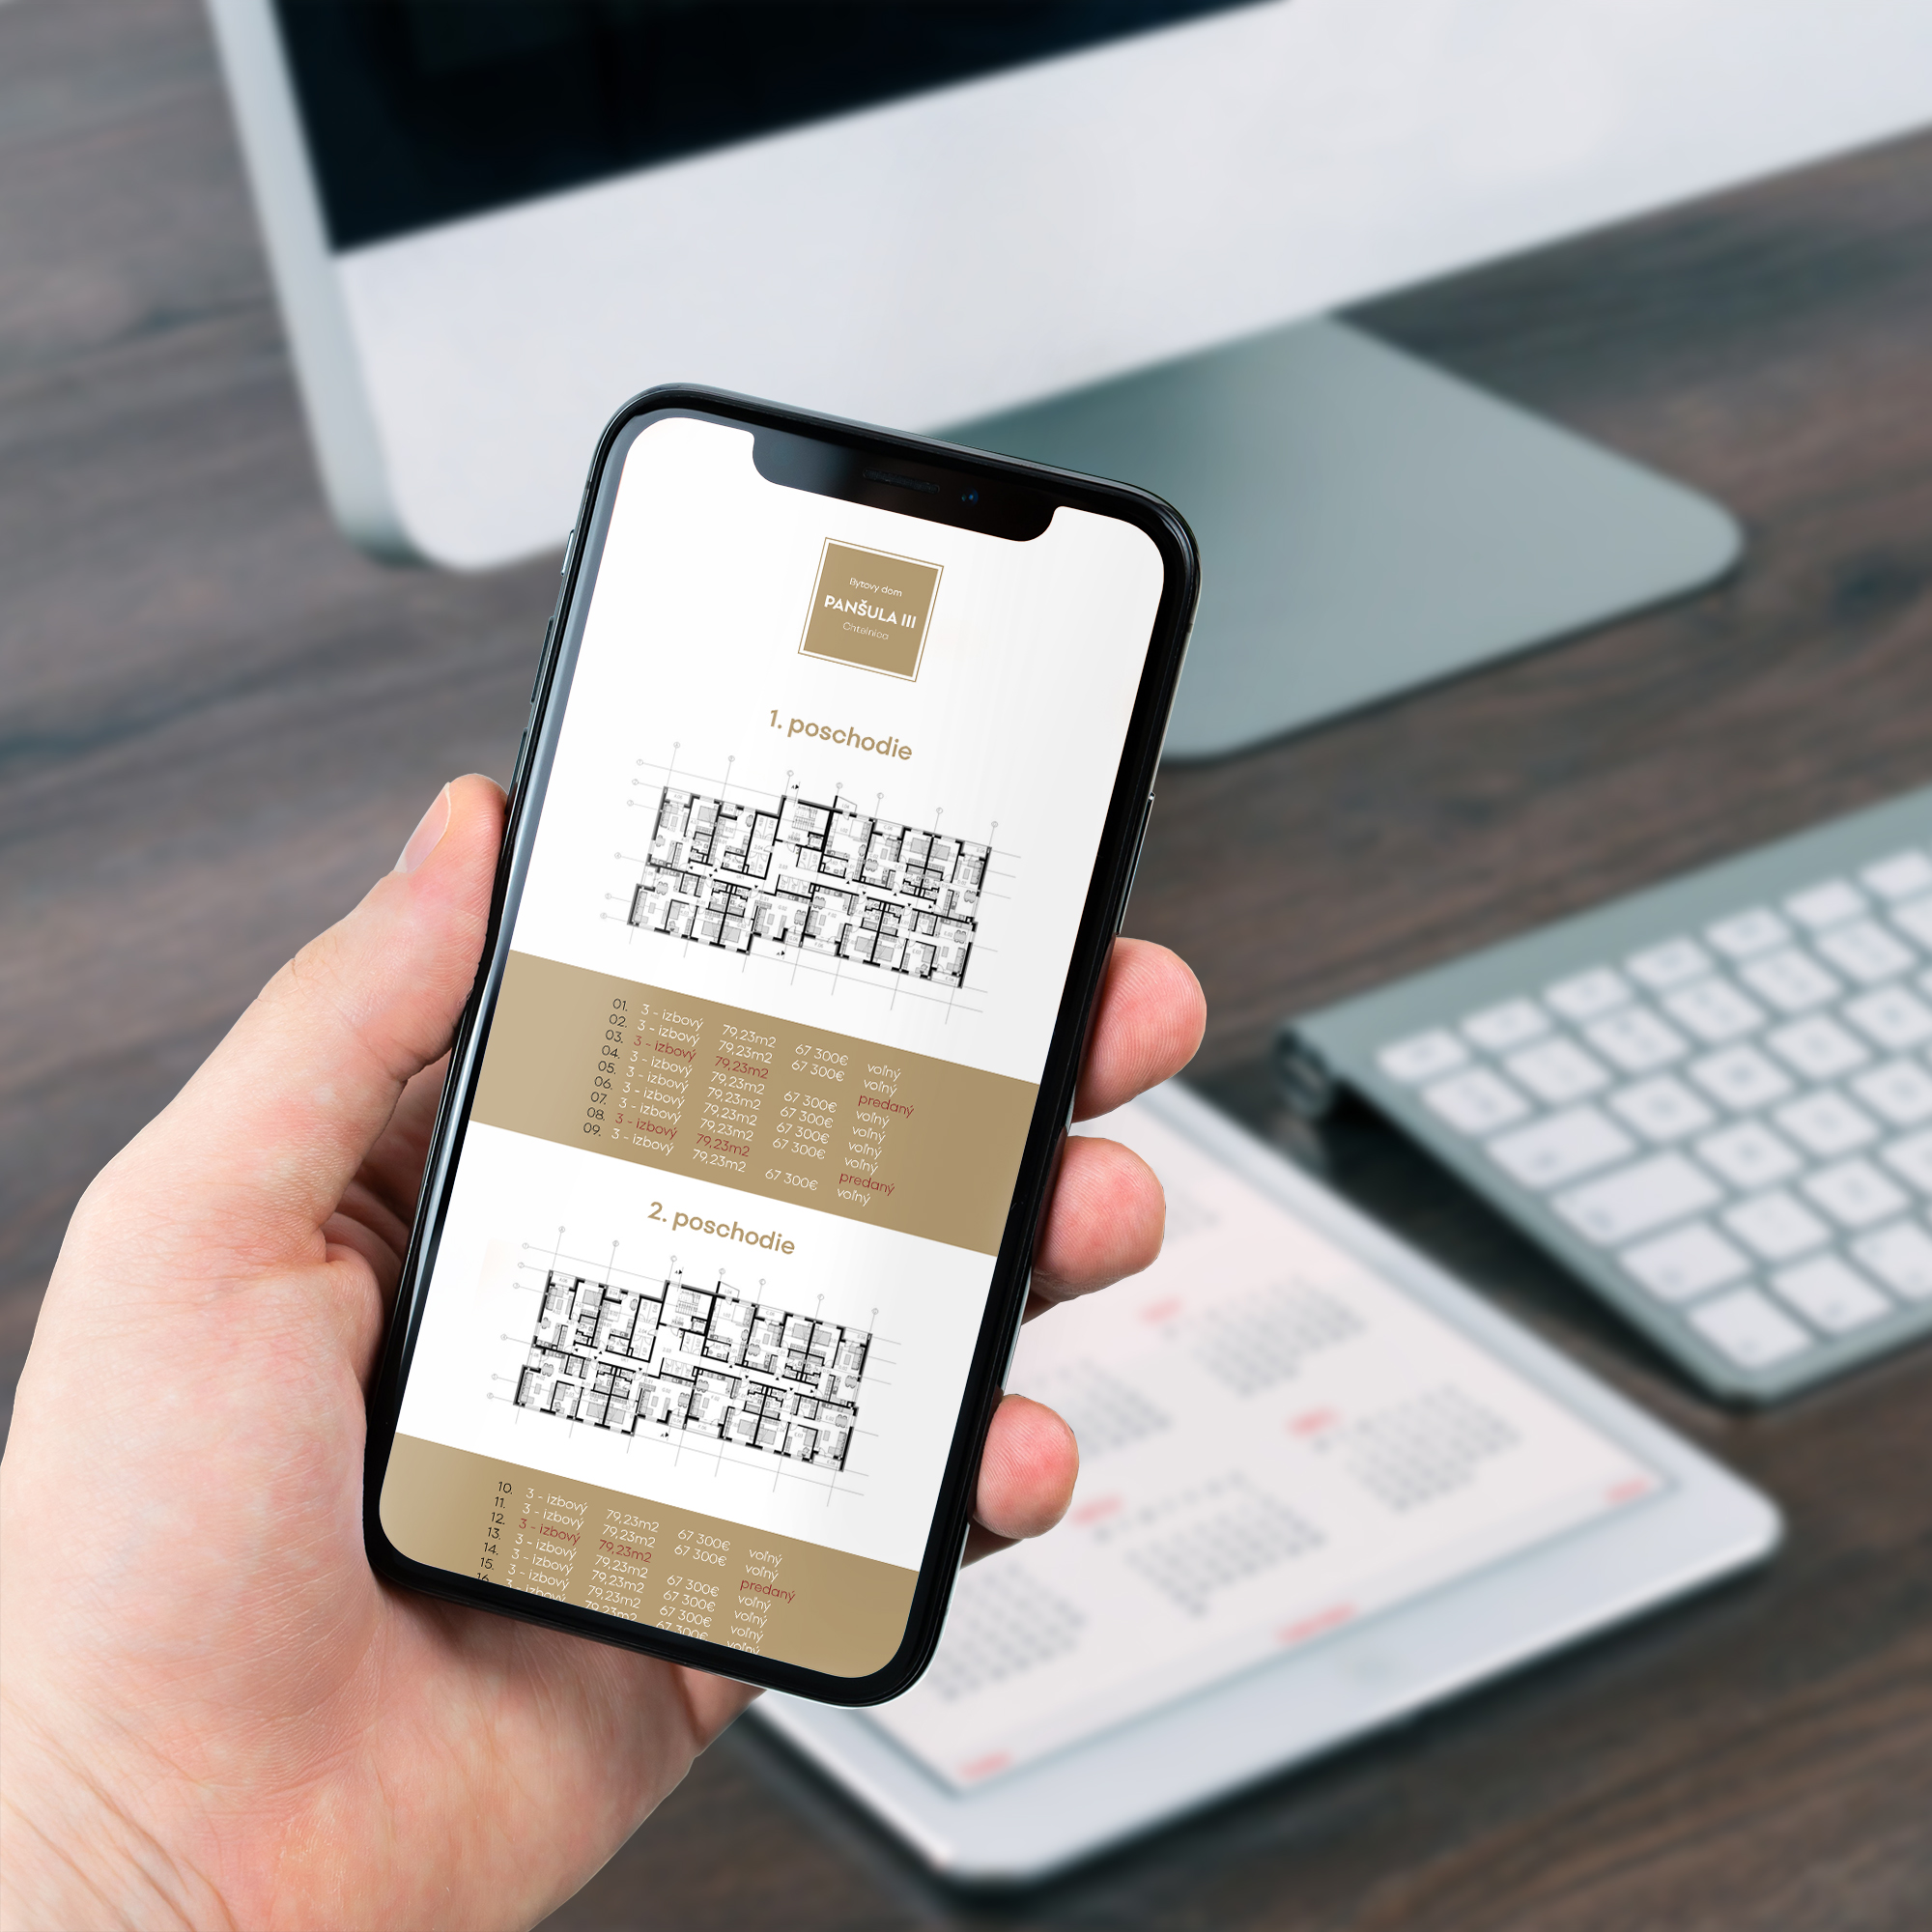 Bytovy dom
PANŠULA III
Chtelnica
1. poschodie
01. 3 - izbový 79,23m2 67 300€ voľný
02. 3 - izbový 79,23m2 67 300€ voľný
03. 3 - izbový 79,23m2 predaný
04. 3 - izbový 79,23m2 67 300€ voľný
05. 3 - izbový 79,23m2 67 300€ voľný
06. 3 - izbový 79,23m2 67 300€ voľný
07. 3 - izbový 79,23m2 67 300€ voľný
08. 3 - izbový 79,23m2 predaný
09. 3 - izbový 79,23m2 67 300€ voľný
2. poschodie
10. 3 - izbový 79,23m2 67 300€ voľný
11. 3 - izbový 79,23m2 67 300€ voľný
12. 3 - izbový 79,23m2 predaný
13. 3 - izbový 79,23m2 67 300€ voľný
14. 3 - izbový 79,23m2 67 300€ voľný
15. 3 - izbový 79,23m2 67 300€ voľný
16. 3 - izbový 79,23m2 67 300€ voľný